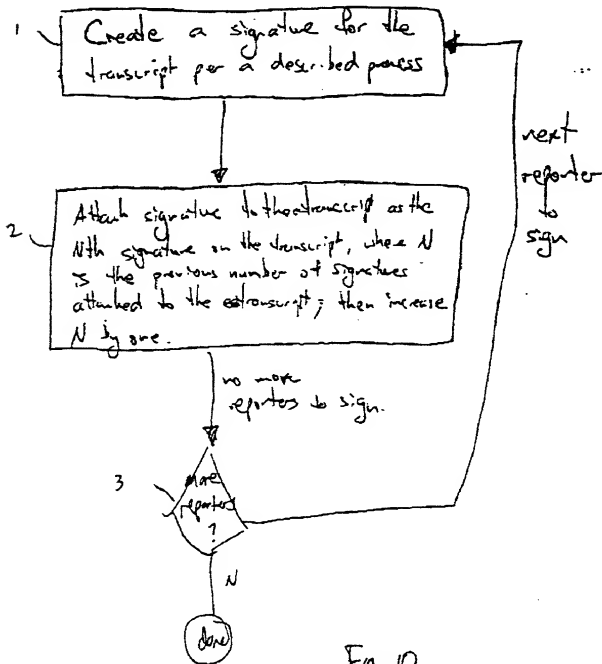 1
Create a signature for the
transcript per a described process
next
reporter
to
sign
2
Attach signature to the etranscript as the
Nth signature on the transcript, where N
is the previous number of signatures
attached to the etranscript; then increase
N by one.
no more
reporters to sign.
3
more
reporters
?
N
done
Fig. 10